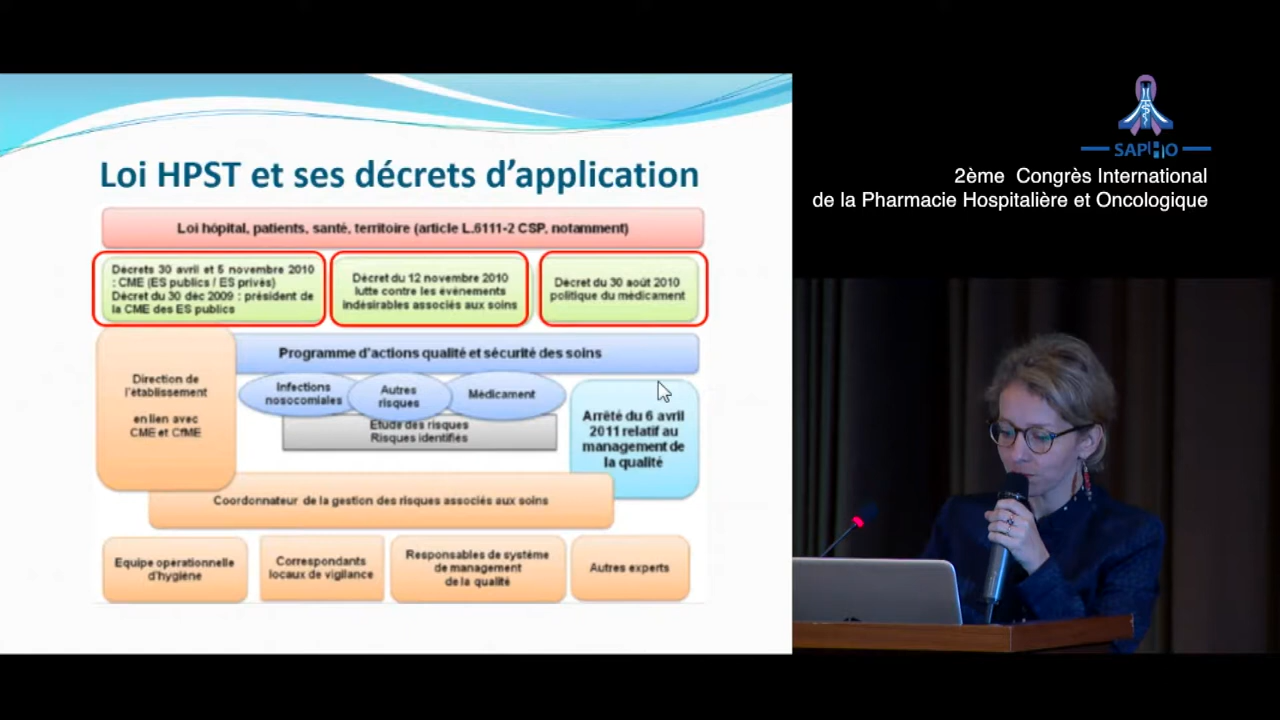 Loi HPST et ses décrets d'application
Loi hôpital, patients, santé, territoire (article L.6111-2 CSP, notamment)
Décrets 30 avril et 5 novembre 2010
: CME (ES publics / ES privés)
Décret du 30 déc 2009 : président de
la CME des ES publics
Décret du 12 novembre 2010
lutte contre les événements
indésirables associés aux soins
Décret du 30 août 2010
politique du médicament
Programme d'actions qualité et sécurité des soins
Direction de
l'établissement
en lien avec
CME et CfME
Infections
nosocomiales
Autres
risques
Médicament
Etude des risques
Risques identifiés
Arrêté du 6 avril
2011 relatif au
management de
la qualité
Coordonnateur de la gestion des risques associés aux soins
Equipe opérationnelle
d'hygiène
Correspondants
locaux de vigilance
Responsables de système
de management
de la qualité
Autres experts
SAPHO
2ème Congrès International
de la Pharmacie Hospitalière et Oncologique